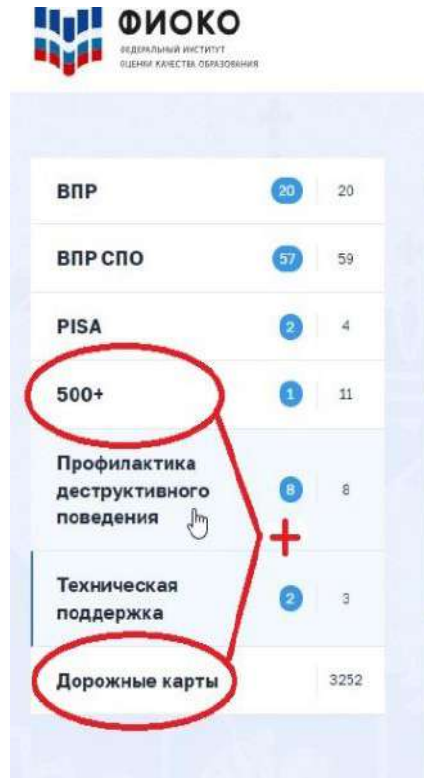 ФИОКО
ФЕДЕРАЛЬНЫЙ ИНСТИТУТ
ОЦЕНКИ КАЧЕСТВА ОБРАЗОВАНИЯ
ВПР 20 20
ВПР СПО 57 59
PISA 2 4
500+ 1 11
Профилактика
деструктивного 8 8
поведения
Техническая 2 3
поддержка
Дорожные карты 3252